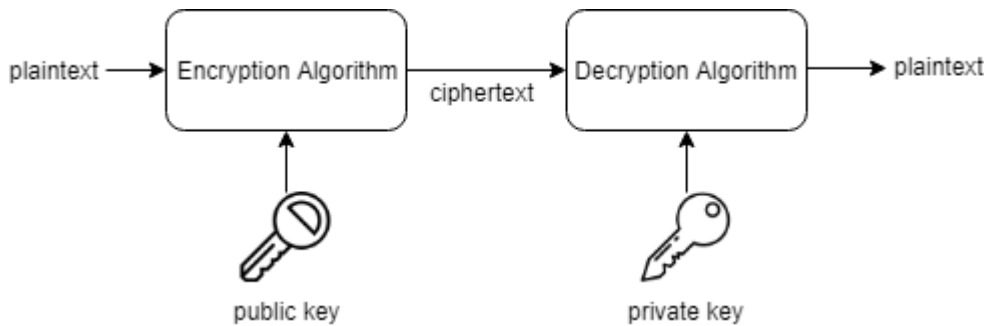 plaintext
Encryption Algorithm
ciphertext
Decryption Algorithm
plaintext
public key
private key